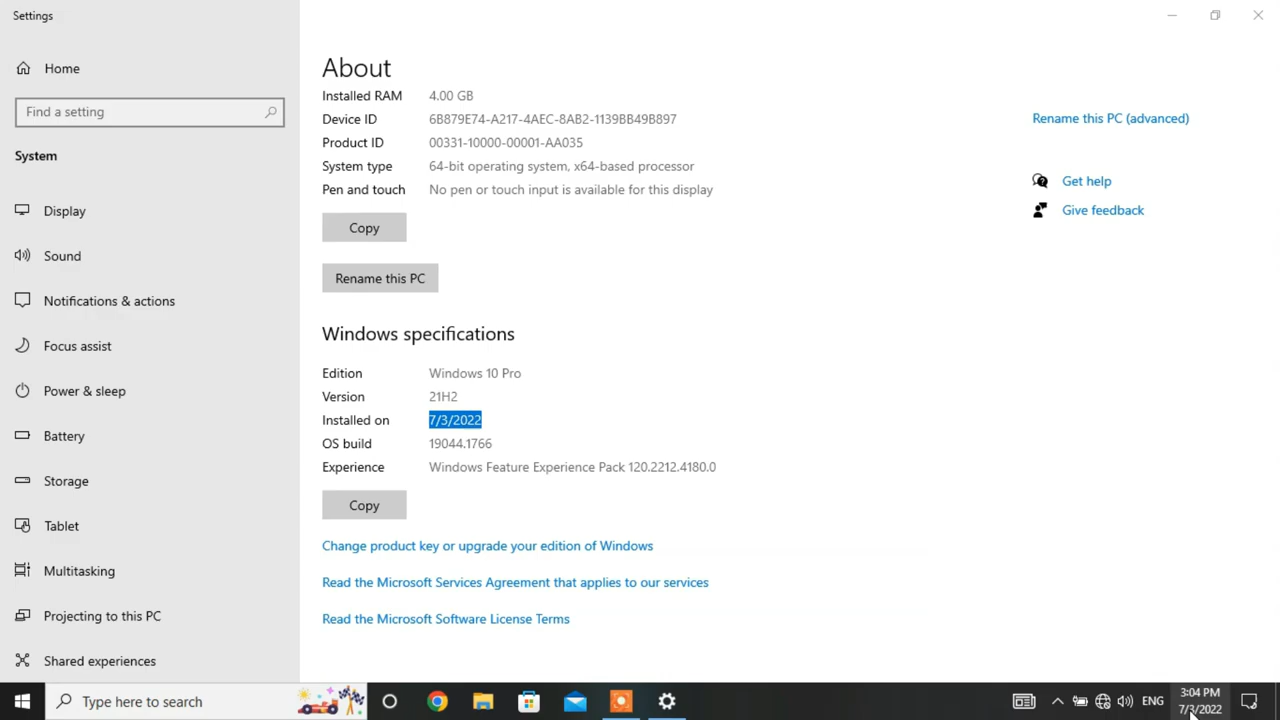 Settings
Home
Find a setting
System
Display
Sound
Notifications & actions
Focus assist
Power & sleep
Battery
Storage
Tablet
Multitasking
Projecting to this PC
Shared experiences
About
Installed RAM 4.00 GB
Device ID 6B879E74-A217-4AEC-8AB2-1139BB49B897
Product ID 00331-10000-00001-AA035
System type 64-bit operating system, x64-based processor
Pen and touch No pen or touch input is available for this display
Copy
Rename this PC
Windows specifications
Edition Windows 10 Pro
Version 21H2
Installed on 7/3/2022
OS build 19044.1766
Experience Windows Feature Experience Pack 120.2212.4180.0
Copy
Change product key or upgrade your edition of Windows
Read the Microsoft Services Agreement that applies to our services
Read the Microsoft Software License Terms
Rename this PC (advanced)
Get help
Give feedback
Type here to search
ENG
3:04 PM
7/3/2022